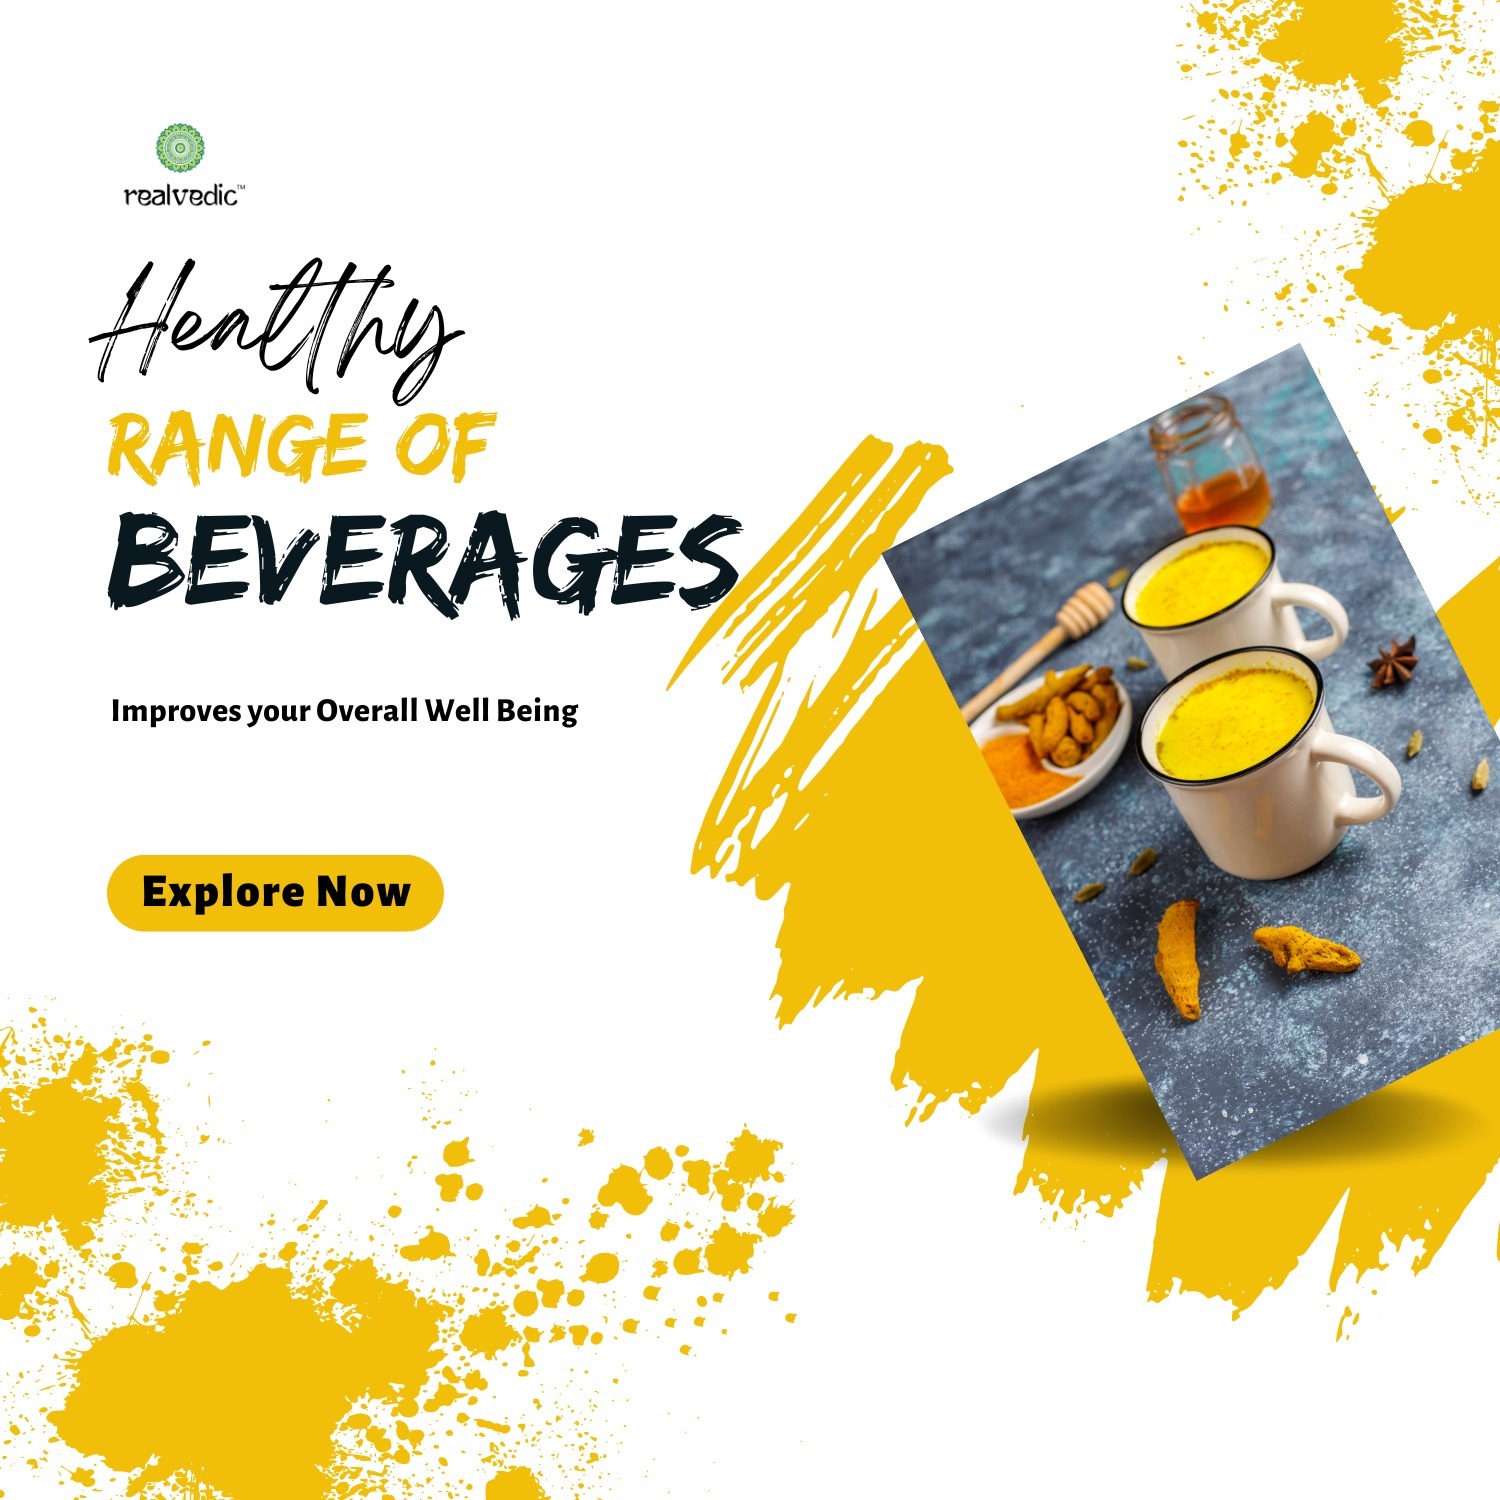 realvedic™
Healthy
RANGE OF
BEVERAGES
Improves your Overall Well Being
Explore Now